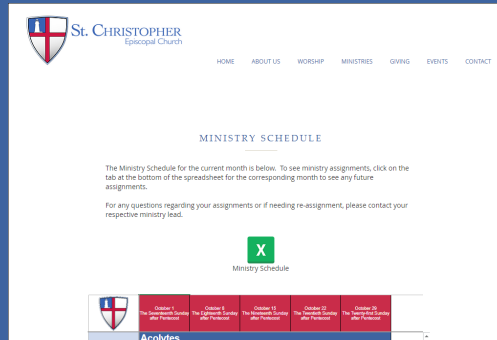 St. Christopher
Episcopal Church
HOME ABOUT US WORSHIP MINISTRIES GIVING EVENTS CONTACT
MINISTRY SCHEDULE
The Ministry Schedule for the current month is below. To see ministry assignments, click on the
tab at the bottom of the spreadsheet for the corresponding month to see any future
assignments.
For any questions regarding your assignments or if needing re-assignment, please contact your
respective ministry lead.
X
Ministry Schedule
October 1 October 8 October 15 October 22 October 29
The Seventeenth Sunday The Eighteenth Sunday The Nineteenth Sunday The Twentieth Sunday The Twenty-first Sunday
after Pentecost after Pentecost after Pentecost after Pentecost after Pentecost
Acolytes